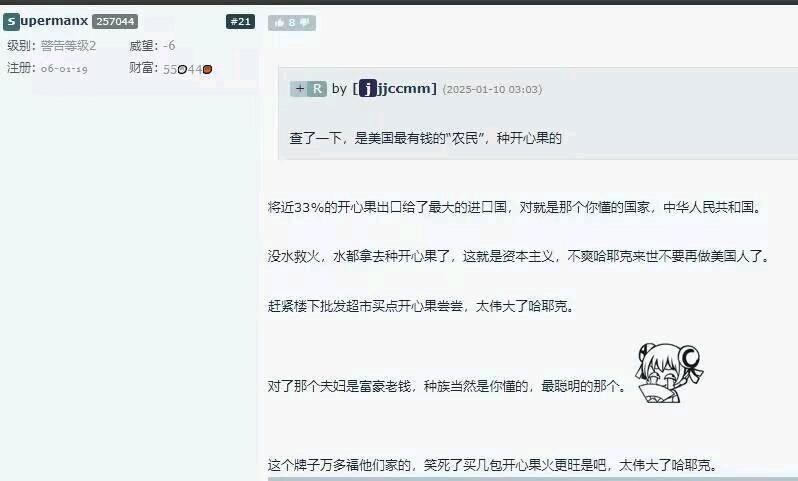 Supermanx 257044 #21 8
级别: 警告等级2 威望: -6
注册: 06-01-19 财富: 55 44
+ R by [jjjccmm] (2025-01-10 03:03)
查了一下，是美国最有钱的“农民”，种开心果的
将近33%的开心果出口给了最大的进口国，对就是那个你懂的国家，中华人民共和国。
没水救火，水都拿去种开心果了，这就是资本主义，不爽哈耶克来世不要再做美国人了。
赶紧楼下批发超市买点开心果尝尝，太伟大了哈耶克。
对了那个夫妇是富豪老钱，种族当然是你懂的，最聪明的那个。
这个牌子万多福他们家的，笑死了买几包开心果火更旺是吧，太伟大了哈耶克。